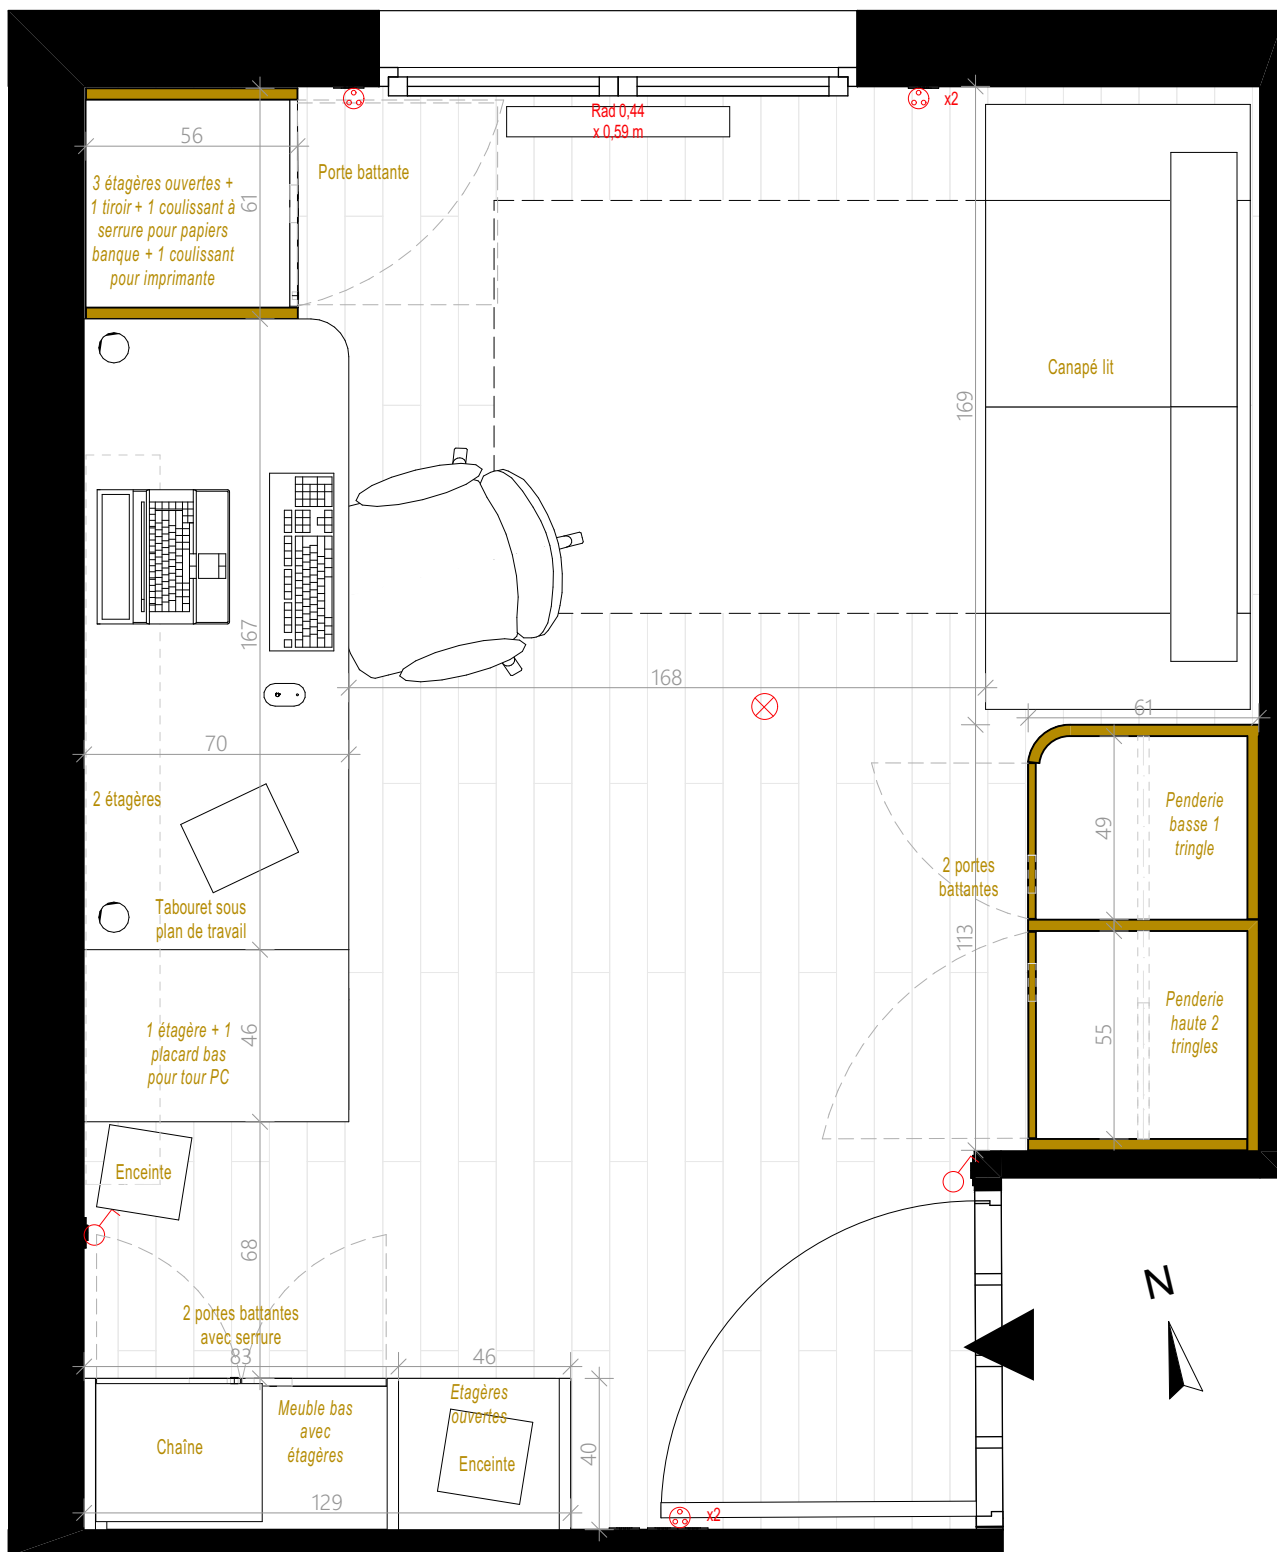 Rad 0,44
x 0,59 m
x2
56
61
3 étagères ouvertes +
1 tiroir + 1 coulissant à
serrure pour papiers
banque + 1 coulissant
pour imprimante
Porte battante
Canapé lit
169
167
168
70
61
2 étagères
Tabouret sous
plan de travail
2 portes
battantes
113
49
Penderie
basse 1
tringle
55
Penderie
haute 2
tringles
1 étagère + 1
placard bas
pour tour PC
46
Enceinte
68
2 portes battantes
avec serrure
83
46
N
Chaîne
Meuble bas
avec
étagères
Etagères
ouvertes
Enceinte
40
129
x2